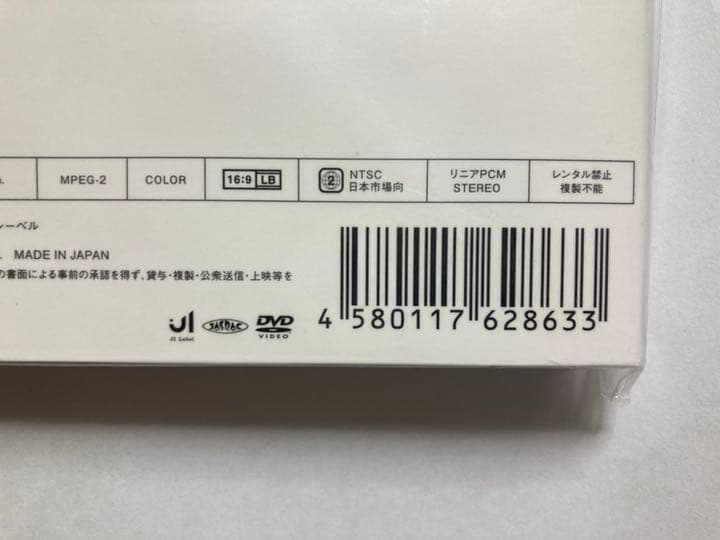 MPEG-2 COLOR 16:9 LB 2 NTSC 日本市場向 リニアPCM STEREO レンタル禁止 複製不能
ーベル
MADE IN JAPAN
の書面による事前の承認を得ず、貸与・複製・公衆送信・上映等を
J1 Label JASRAC DVD VIDEO
4 580117 628633